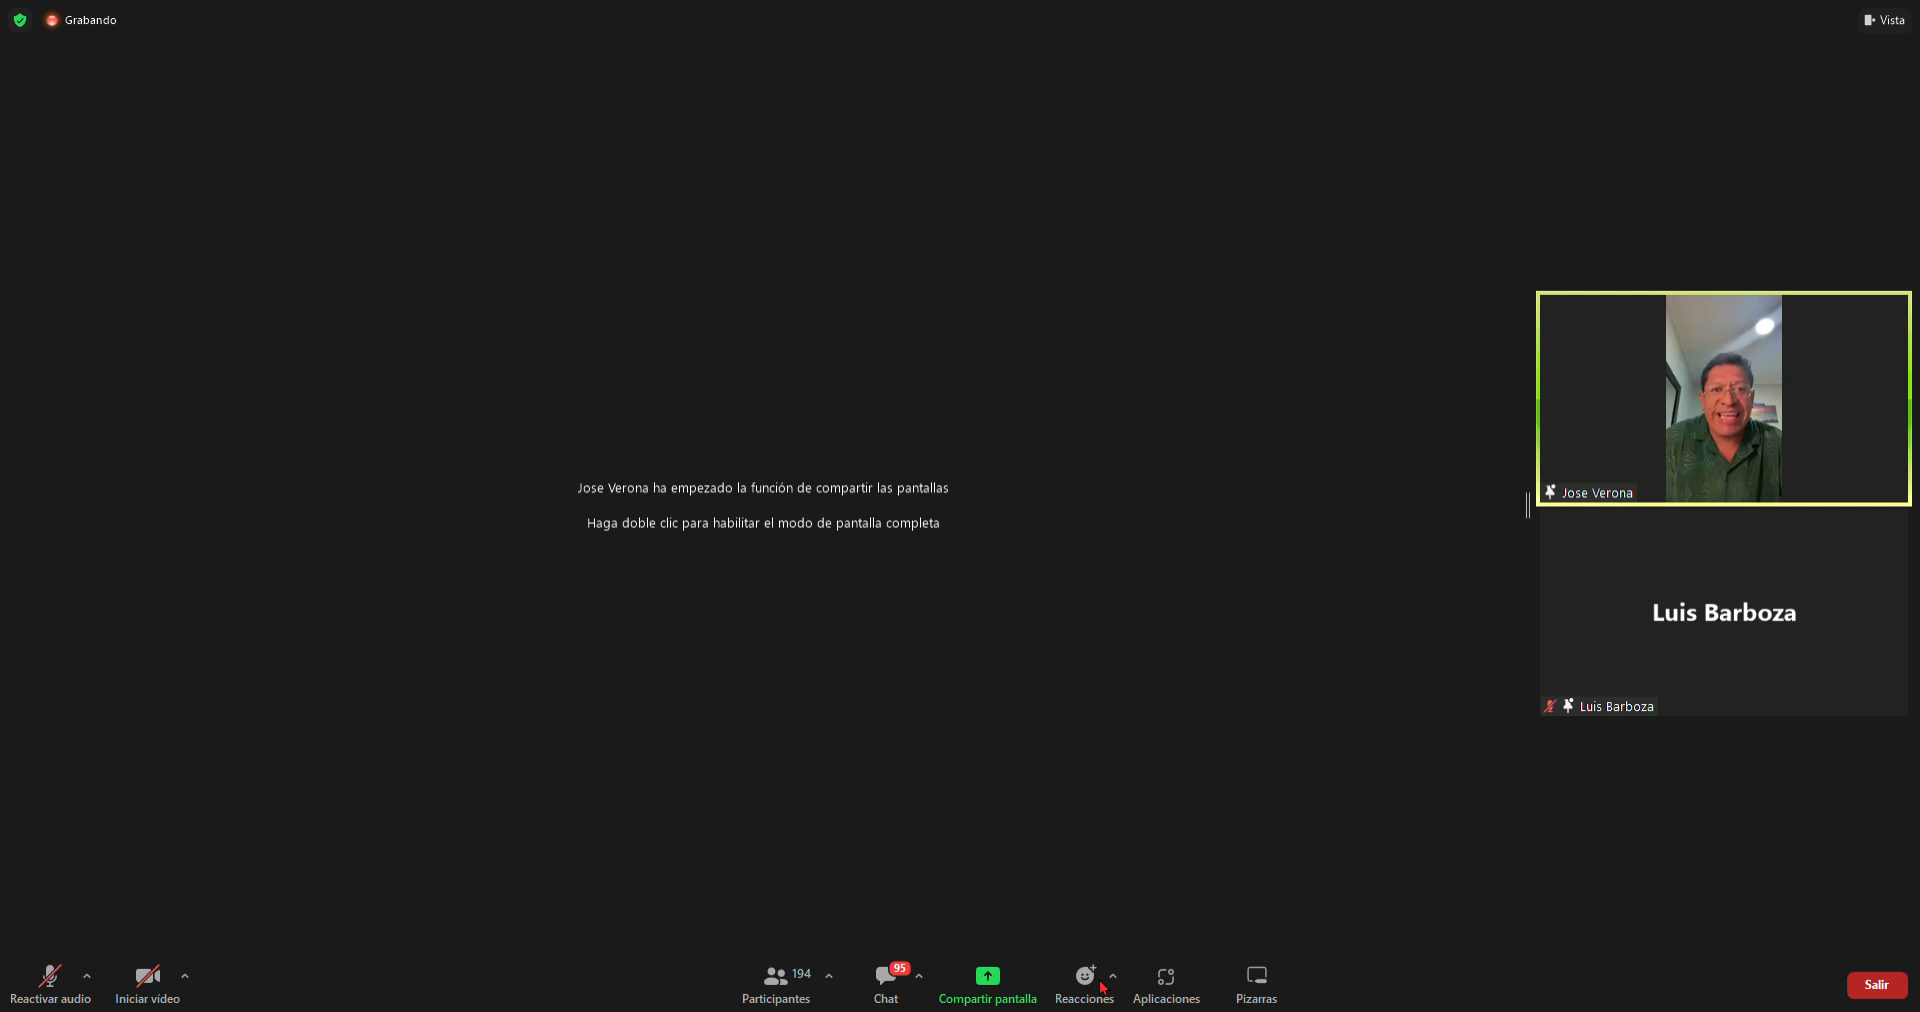 Grabando
Vista
Jose Verona ha empezado la función de compartir las pantallas
Haga doble clic para habilitar el modo de pantalla completa
Jose Verona
Luis Barboza
Luis Barboza
Reactivar audio
Iniciar vídeo
194
Participantes
95
Chat
Compartir pantalla
Reacciones
Aplicaciones
Pizarras
Salir